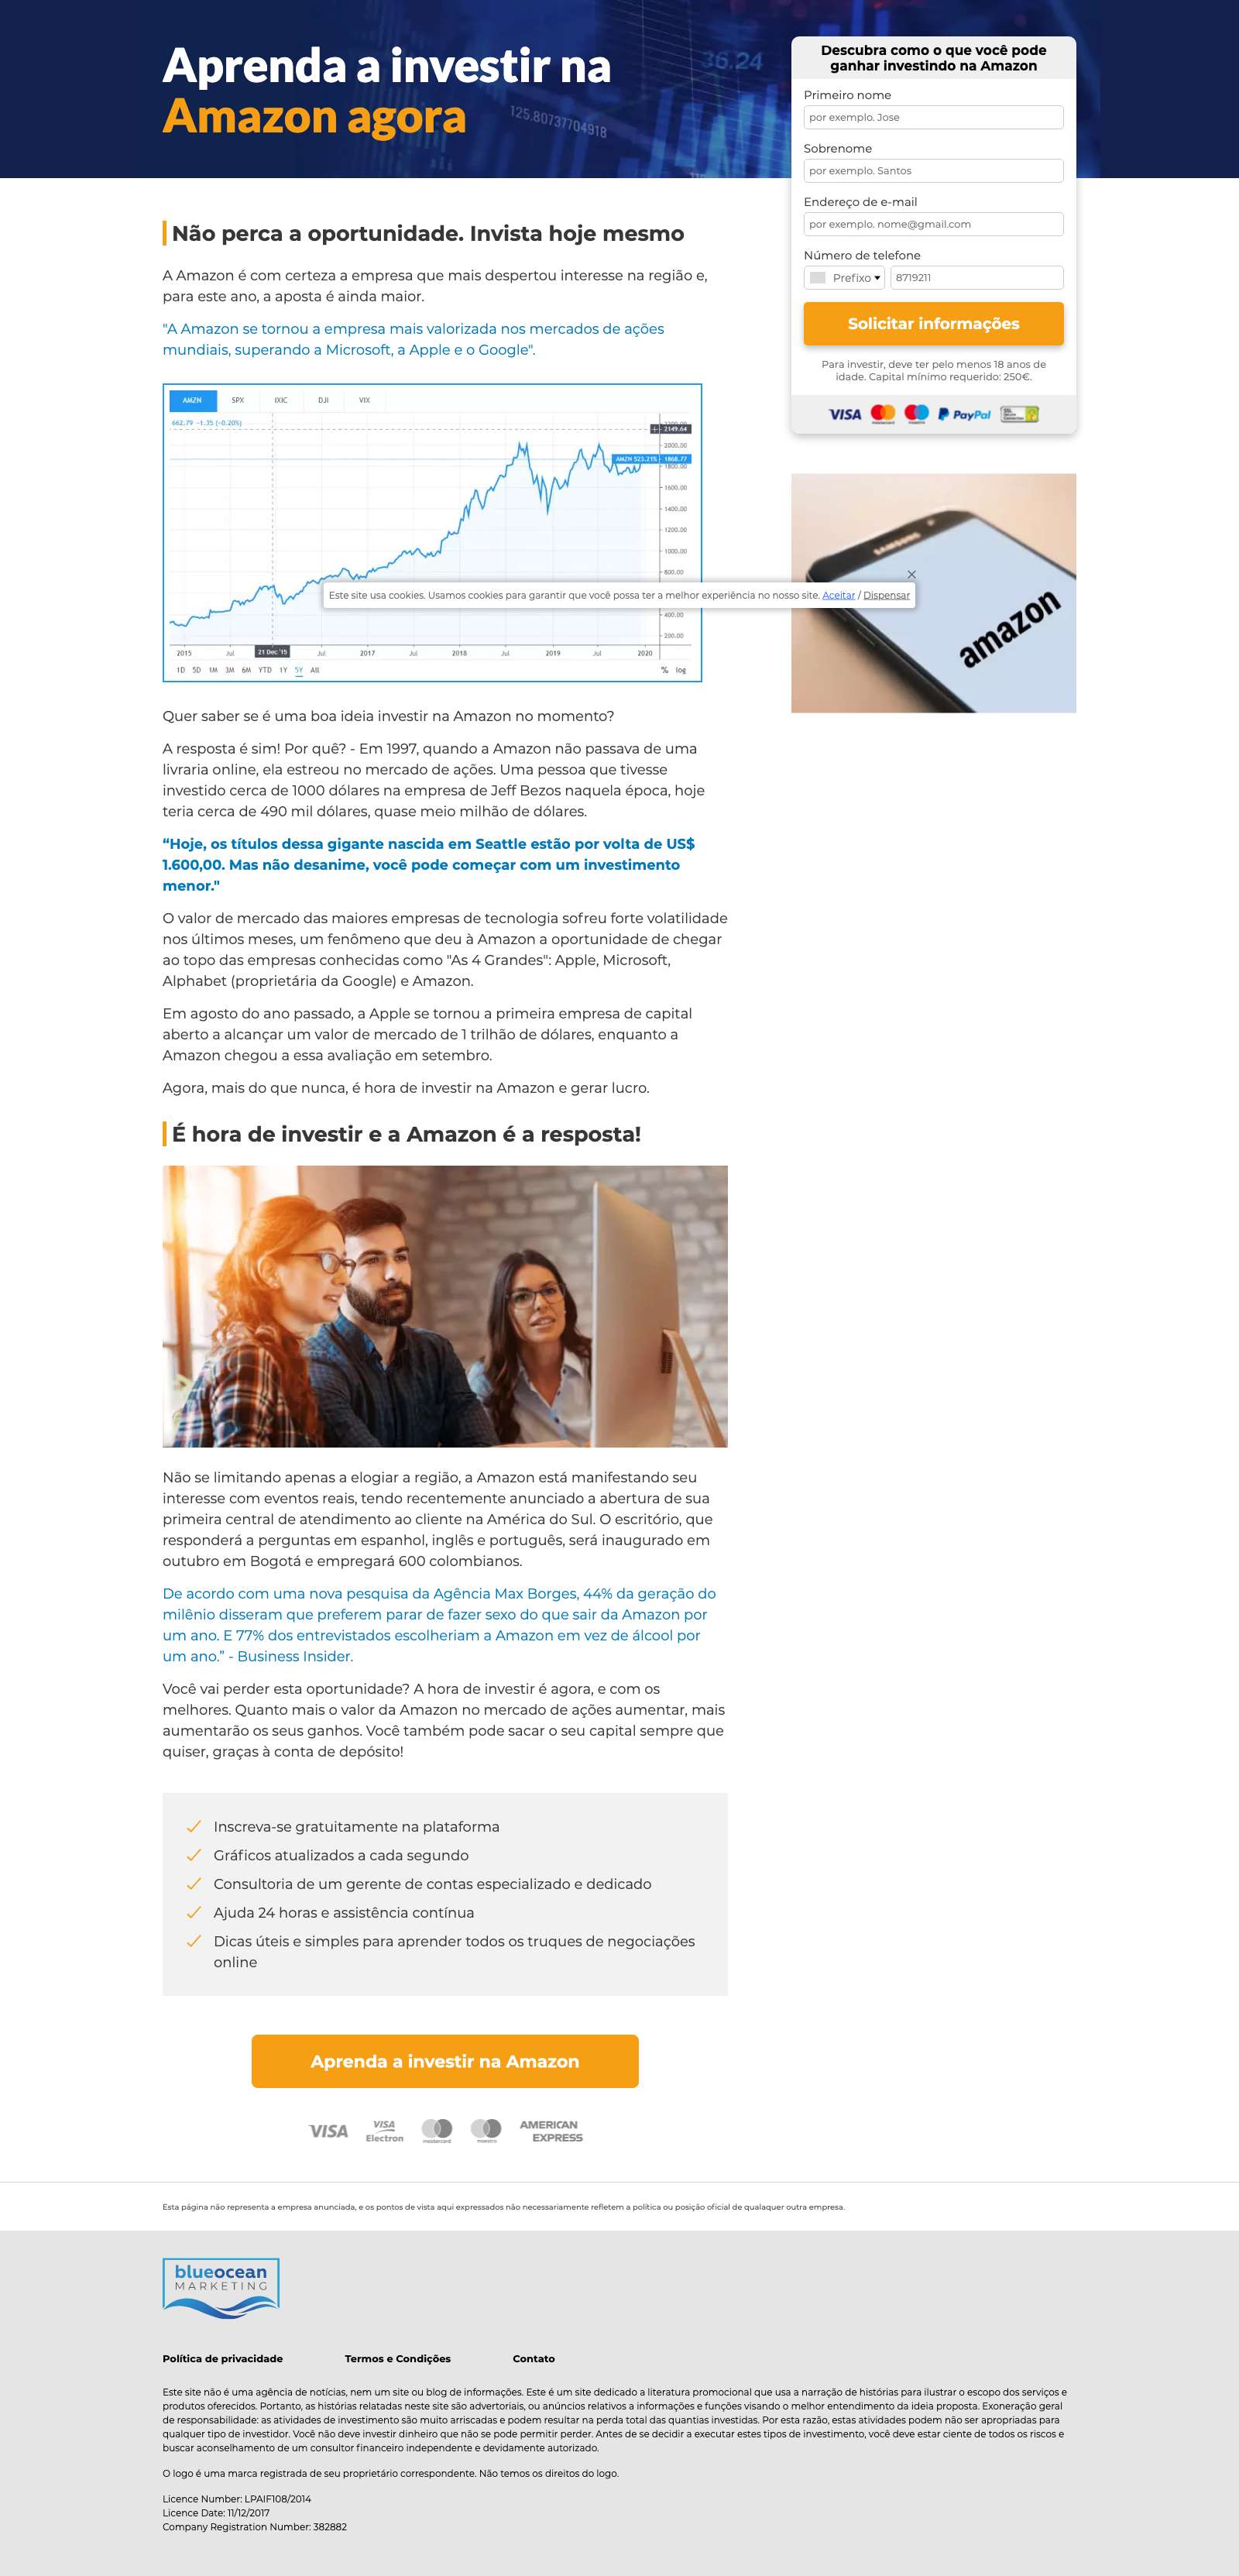 Aprenda a investir na
Amazon agora
36.24
125.80737704918
Descubra como o que você pode
ganhar investindo na Amazon
Primeiro nome
por exemplo. Jose
Sobrenome
por exemplo. Santos
Endereço de e-mail
por exemplo. nome@gmail.com
Número de telefone
Prefixo
8719211
Solicitar informações
Para investir, deve ter pelo menos 18 anos de
idade. Capital mínimo requerido: 250€.
VISA
mastercard
maestro
PayPal
Não perca a oportunidade. Invista hoje mesmo
A Amazon é com certeza a empresa que mais despertou interesse na região e,
para este ano, a aposta é ainda maior.
"A Amazon se tornou a empresa mais valorizada nos mercados de ações
mundiais, superando a Microsoft, a Apple e o Google".
AMZN SPX IXIC DJI VIX
662.79 -1.35 (-0.20%)
2149.64
2000.00
AMZN 523.21% 1868.77
1800.00
1600.00
1400.00
1200.00
1000.00
800.00
400.00
200.00
2015 Jul 21 Dec '15 Jul 2017 Jul 2018 Jul 2019 Jul 2020
1D 5D 1M 3M 6M YTD 1Y 5Y All % log
SAMSUNG
amazon
Este site usa cookies. Usamos cookies para garantir que você possa ter a melhor experiência no nosso site. Aceitar / Dispensar
Quer saber se é uma boa ideia investir na Amazon no momento?
A resposta é sim! Por quê? - Em 1997, quando a Amazon não passava de uma
livraria online, ela estreou no mercado de ações. Uma pessoa que tivesse
investido cerca de 1000 dólares na empresa de Jeff Bezos naquela época, hoje
teria cerca de 490 mil dólares, quase meio milhão de dólares.
“Hoje, os títulos dessa gigante nascida em Seattle estão por volta de US$
1.600,00. Mas não desanime, você pode começar com um investimento
menor."
O valor de mercado das maiores empresas de tecnologia sofreu forte volatilidade
nos últimos meses, um fenômeno que deu à Amazon a oportunidade de chegar
ao topo das empresas conhecidas como "As 4 Grandes": Apple, Microsoft,
Alphabet (proprietária da Google) e Amazon.
Em agosto do ano passado, a Apple se tornou a primeira empresa de capital
aberto a alcançar um valor de mercado de 1 trilhão de dólares, enquanto a
Amazon chegou a essa avaliação em setembro.
Agora, mais do que nunca, é hora de investir na Amazon e gerar lucro.
É hora de investir e a Amazon é a resposta!
Não se limitando apenas a elogiar a região, a Amazon está manifestando seu
interesse com eventos reais, tendo recentemente anunciado a abertura de sua
primeira central de atendimento ao cliente na América do Sul. O escritório, que
responderá a perguntas em espanhol, inglês e português, será inaugurado em
outubro em Bogotá e empregará 600 colombianos.
De acordo com uma nova pesquisa da Agência Max Borges, 44% da geração do
milênio disseram que preferem parar de fazer sexo do que sair da Amazon por
um ano. E 77% dos entrevistados escolheriam a Amazon em vez de álcool por
um ano.” - Business Insider.
Você vai perder esta oportunidade? A hora de investir é agora, e com os
melhores. Quanto mais o valor da Amazon no mercado de ações aumentar, mais
aumentarão os seus ganhos. Você também pode sacar o seu capital sempre que
quiser, graças à conta de depósito!
Inscreva-se gratuitamente na plataforma
Gráficos atualizados a cada segundo
Consultoria de um gerente de contas especializado e dedicado
Ajuda 24 horas e assistência contínua
Dicas úteis e simples para aprender todos os truques de negociações
online
Aprenda a investir na Amazon
VISA
VISA
Electron
mastercard
maestro
AMERICAN
EXPRESS
Esta página não representa a empresa anunciada, e os pontos de vista aqui expressados não necessariamente refletem a política ou posição oficial de qualaquer outra empresa.
blueocean
MARKETING
Política de privacidade
Termos e Condições
Contato
Este site não é uma agência de notícias, nem um site ou blog de informações. Este é um site dedicado a literatura promocional que usa a narração de histórias para ilustrar o escopo dos serviços e
produtos oferecidos. Portanto, as histórias relatadas neste site são advertoriais, ou anúncios relativos a informações e funções visando o melhor entendimento da ideia proposta. Exoneração geral
de responsabilidade: as atividades de investimento são muito arriscadas e podem resultar na perda total das quantias investidas. Por esta razão, estas atividades podem não ser apropriadas para
qualquer tipo de investidor. Você não deve investir dinheiro que não se pode permitir perder. Antes de se decidir a executar estes tipos de investimento, você deve estar ciente de todos os riscos e
buscar aconselhamento de um consultor financeiro independente e devidamente autorizado.
O logo é uma marca registrada de seu proprietário correspondente. Não temos os direitos do logo.
Licence Number: LPAIF108/2014
Licence Date: 11/12/2017
Company Registration Number: 382882